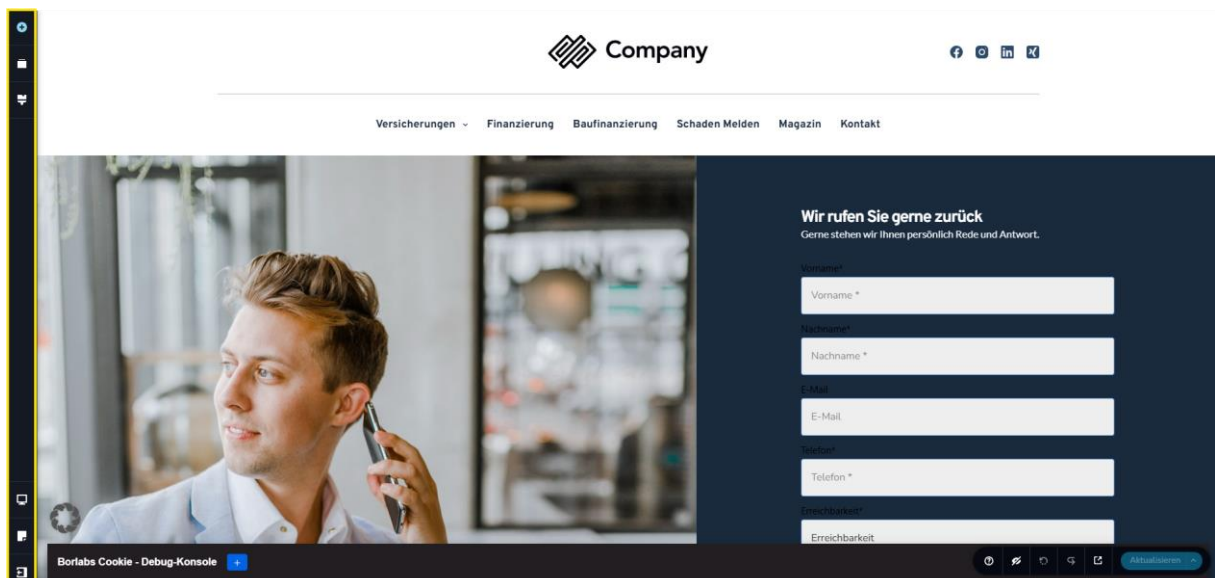 Company
Versicherungen Finanzierung Baufinanzierung Schaden Melden Magazin Kontakt
Wir rufen Sie gerne zurück
Gerne stehen wir Ihnen persönlich Rede und Antwort.
Vorname*
Vorname *
Nachname*
Nachname *
E-Mail
E-Mail
Telefon*
Telefon *
Erreichbarkeit*
Erreichbarkeit
Borlabs Cookie - Debug-Konsole +
Aktualisieren